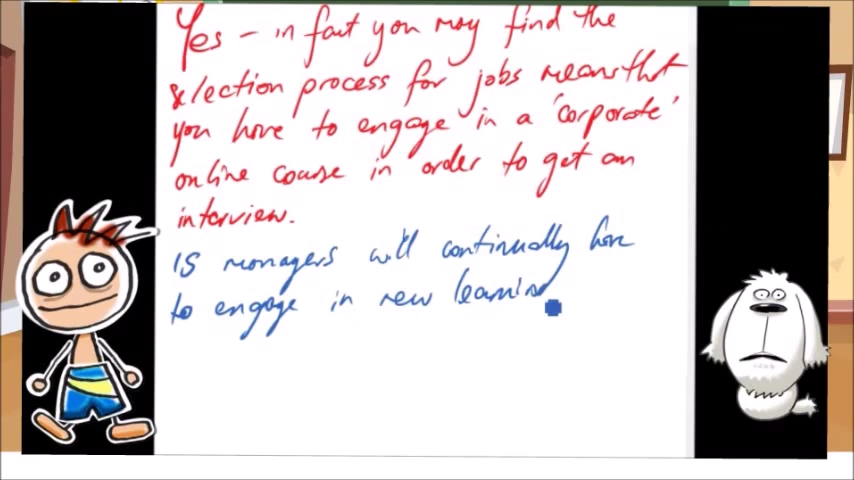 Yes – in fact you may find the
selection process for jobs means that
you have to engage in a 'corporate'
online course in order to get an
interview.
IS managers will continually have
to engage in new learnin